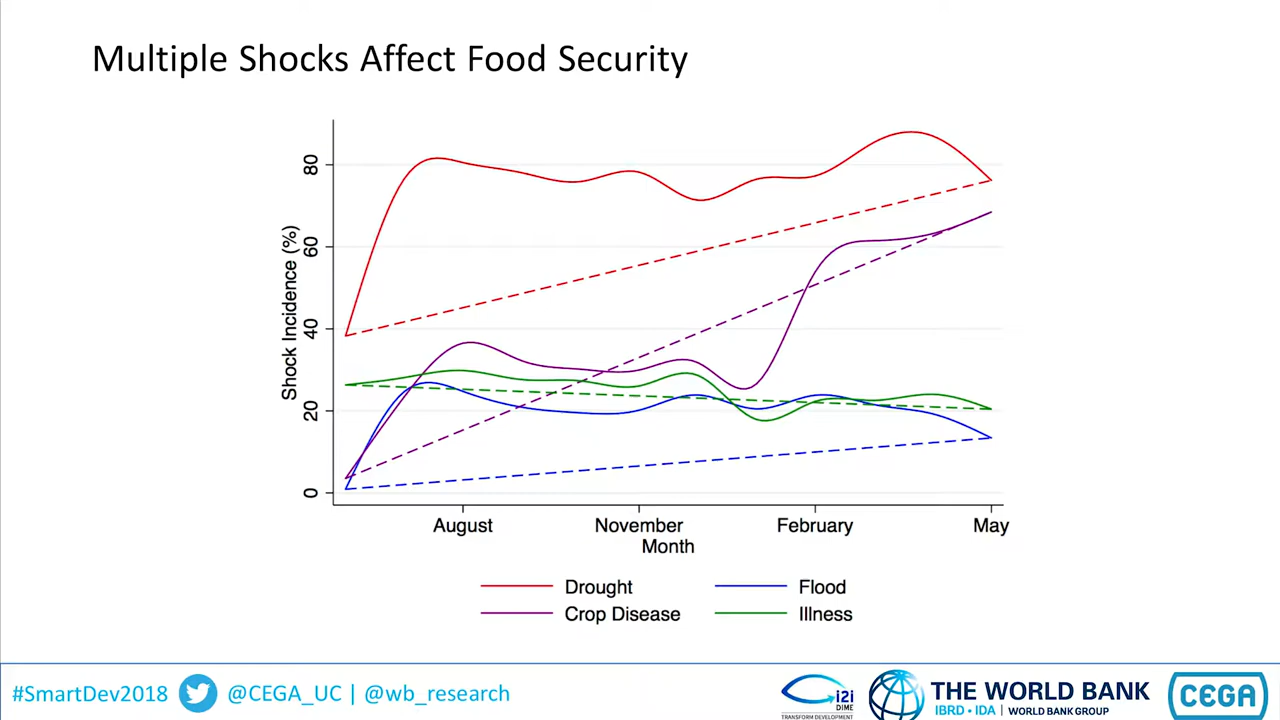 Multiple Shocks Affect Food Security
80
60
40
20
0
Shock Incidence (%)
August November February May
Month
Drought Flood
Crop Disease Illness
#SmartDev2018 @CEGA_UC | @wb_research
i2i
DIME
TRANSFORM DEVELOPMENT
THE WORLD BANK
IBRD • IDA | WORLD BANK GROUP
CEGA